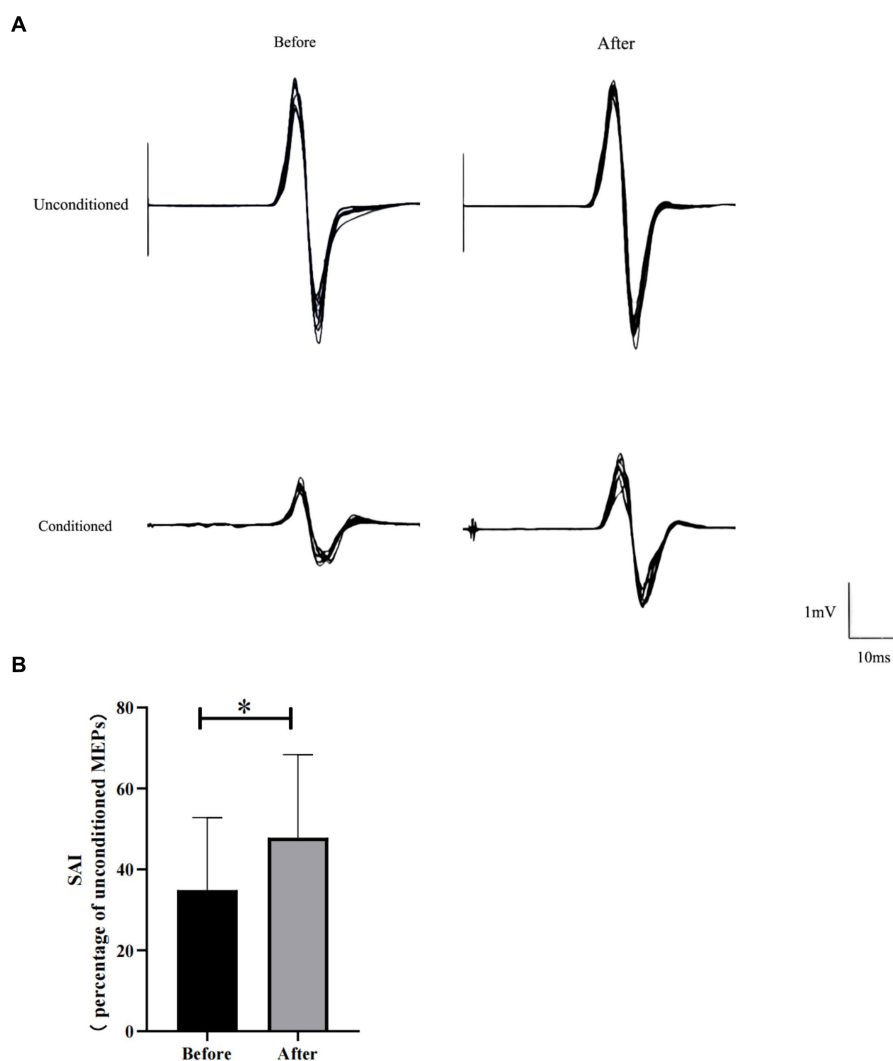 A
Before
After
Unconditioned
Conditioned
1mV
10ms
B
SAI
( percentage of unconditioned MEPs)
80
60
40
20
0
*
Before
After